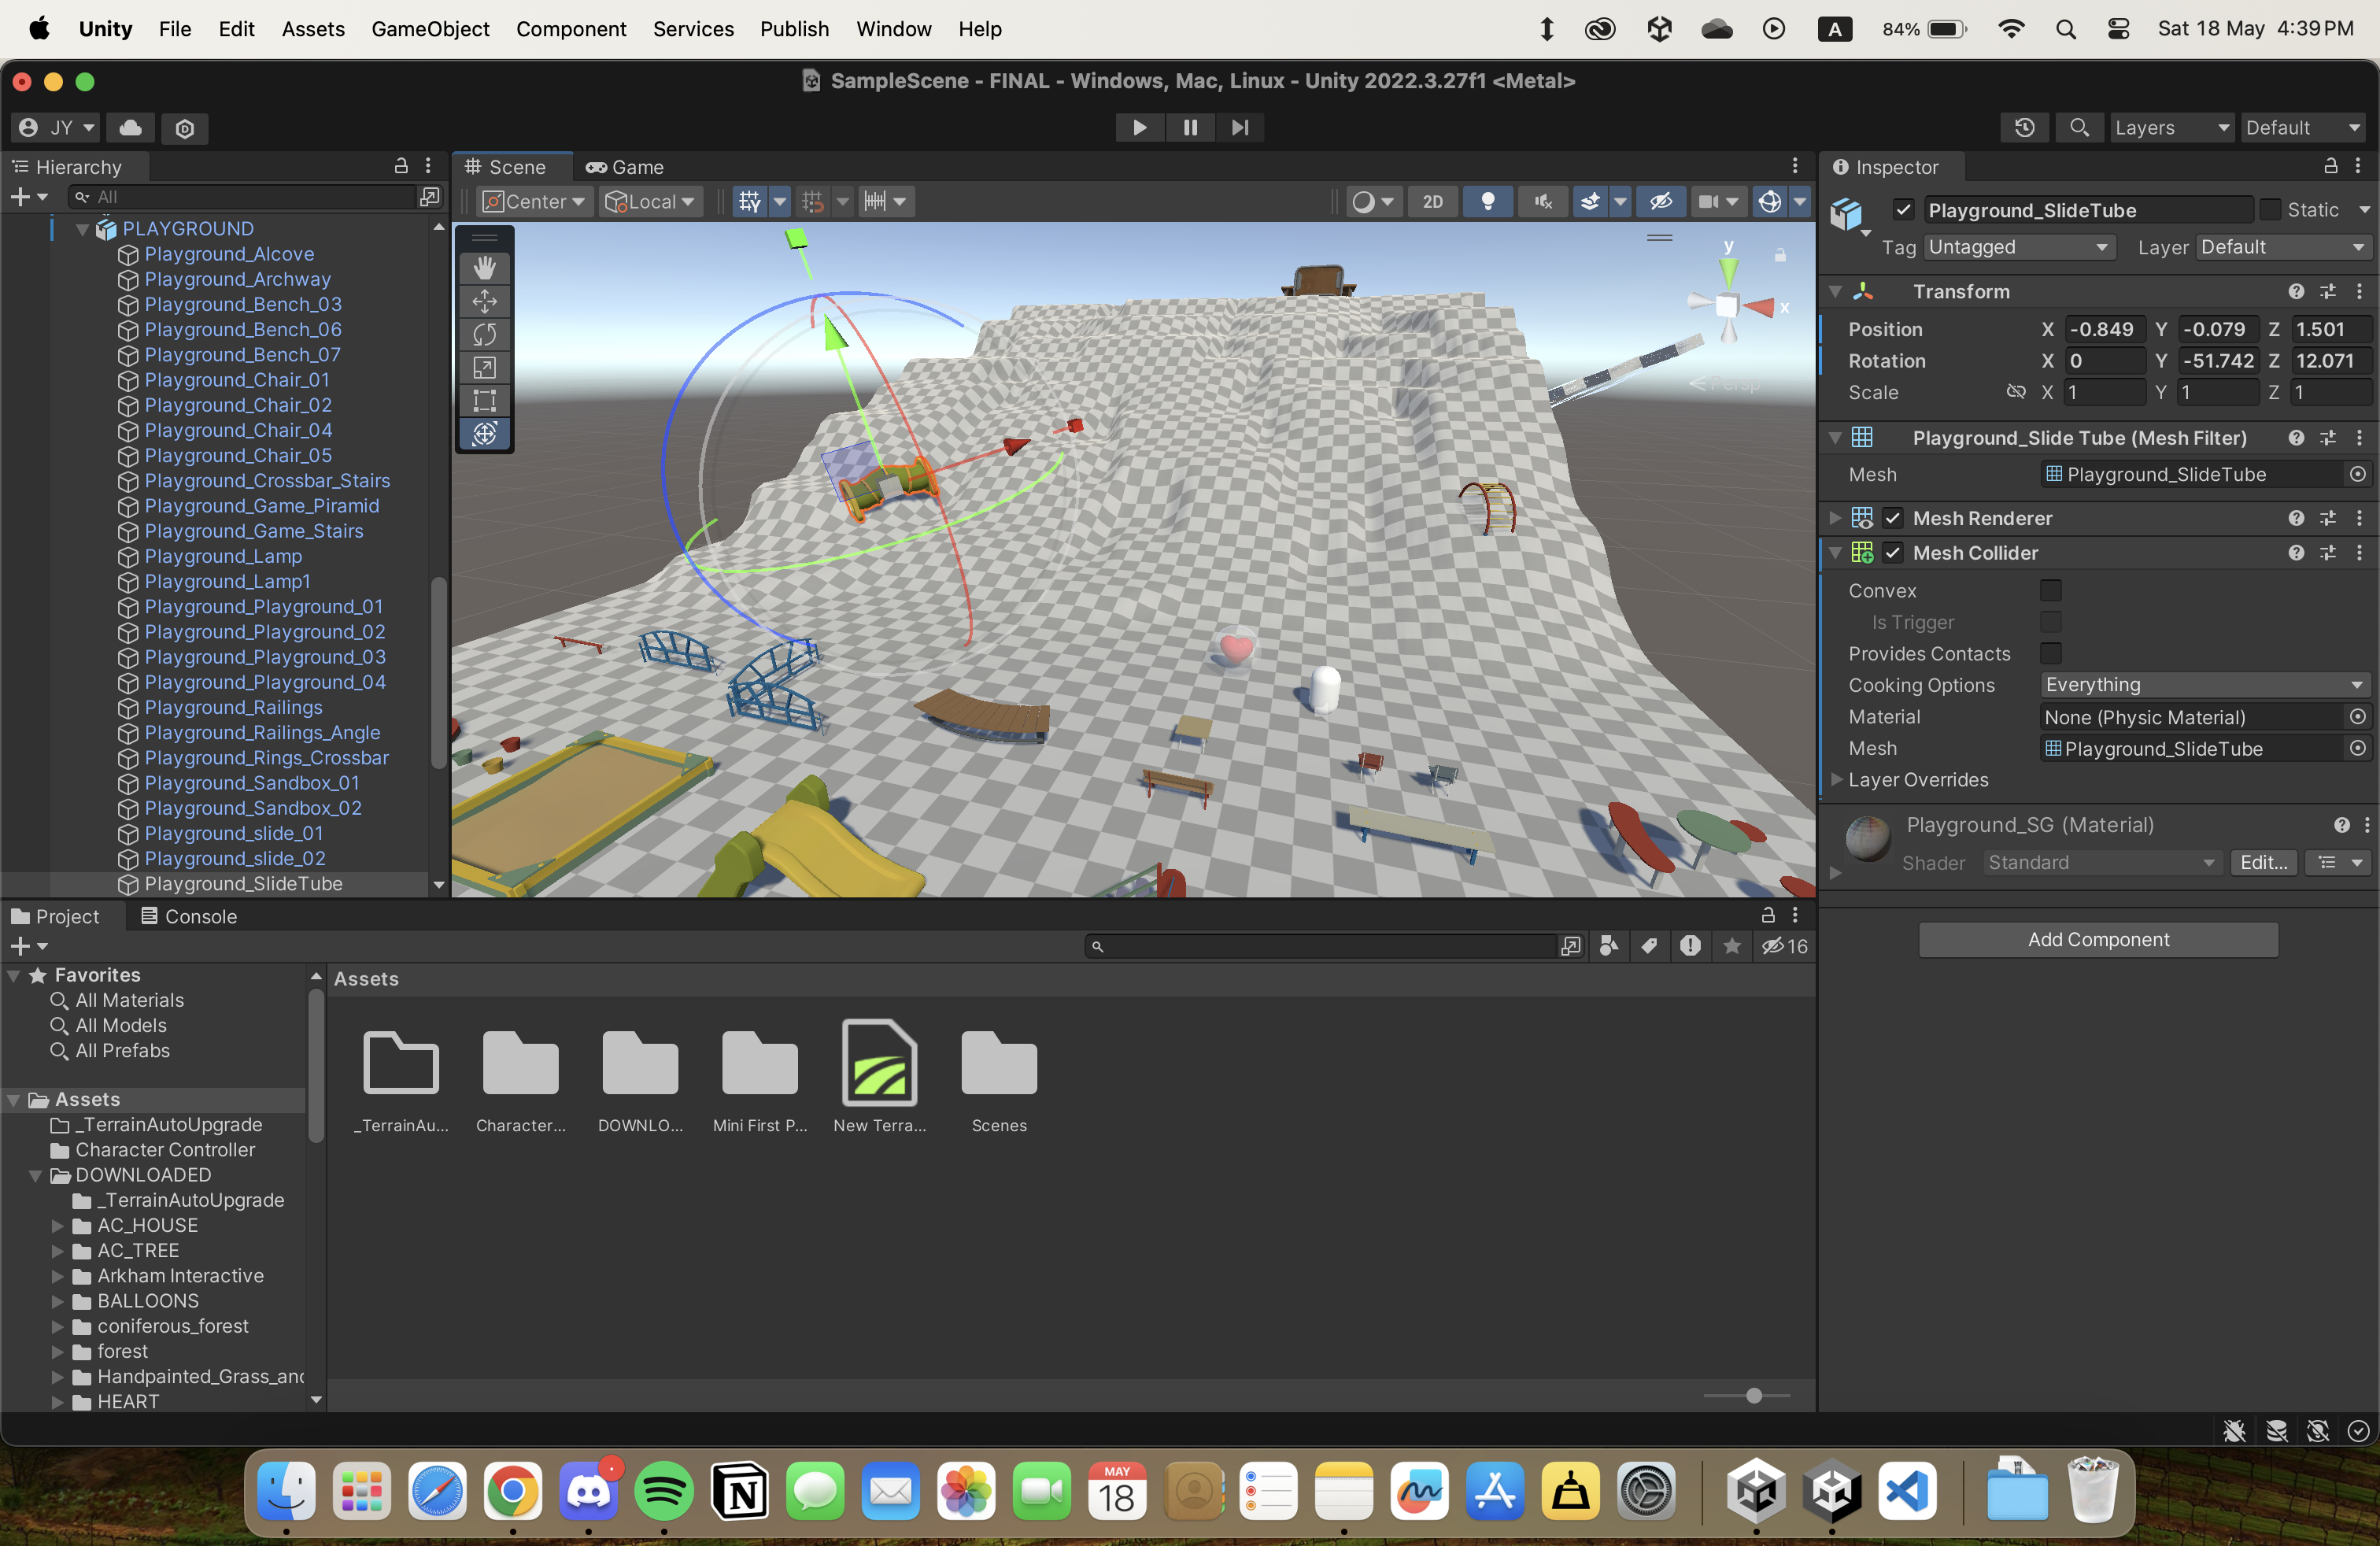 Unity File Edit Assets GameObject Component Services Publish Window Help A 84% Sat 18 May 4:39 PM
SampleScene - FINAL - Windows, Mac, Linux - Unity 2022.3.27f1 <Metal>
JY Layers Default
Hierarchy
All
PLAYGROUND
Playground_Alcove
Playground_Archway
Playground_Bench_03
Playground_Bench_06
Playground_Bench_07
Playground_Chair_01
Playground_Chair_02
Playground_Chair_04
Playground_Chair_05
Playground_Crossbar_Stairs
Playground_Game_Piramid
Playground_Game_Stairs
Playground_Lamp
Playground_Lamp1
Playground_Playground_01
Playground_Playground_02
Playground_Playground_03
Playground_Playground_04
Playground_Railings
Playground_Railings_Angle
Playground_Rings_Crossbar
Playground_Sandbox_01
Playground_Sandbox_02
Playground_slide_01
Playground_slide_02
Playground_SlideTube
Scene Game
Center Local 2D
y
x
Persp
Inspector
Playground_SlideTube Static
Tag Untagged Layer Default
Transform
Position X -0.849 Y -0.079 Z 1.501
Rotation X 0 Y -51.742 Z 12.071
Scale X 1 Y 1 Z 1
Playground_Slide Tube (Mesh Filter)
Mesh Playground_SlideTube
Mesh Renderer
Mesh Collider
Convex
Is Trigger
Provides Contacts
Cooking Options Everything
Material None (Physic Material)
Mesh Playground_SlideTube
Layer Overrides
Playground_SG (Material)
Shader Standard Edit...
Add Component
Project Console
16
Favorites
All Materials
All Models
All Prefabs
Assets
_TerrainAutoUpgrade
Character Controller
DOWNLOADED
_TerrainAutoUpgrade
AC_HOUSE
AC_TREE
Arkham Interactive
BALLOONS
coniferous_forest
forest
Handpainted_Grass_and
HEART
Assets
_TerrainAu... Character... DOWNLO... Mini First P... New Terra... Scenes
MAY
18